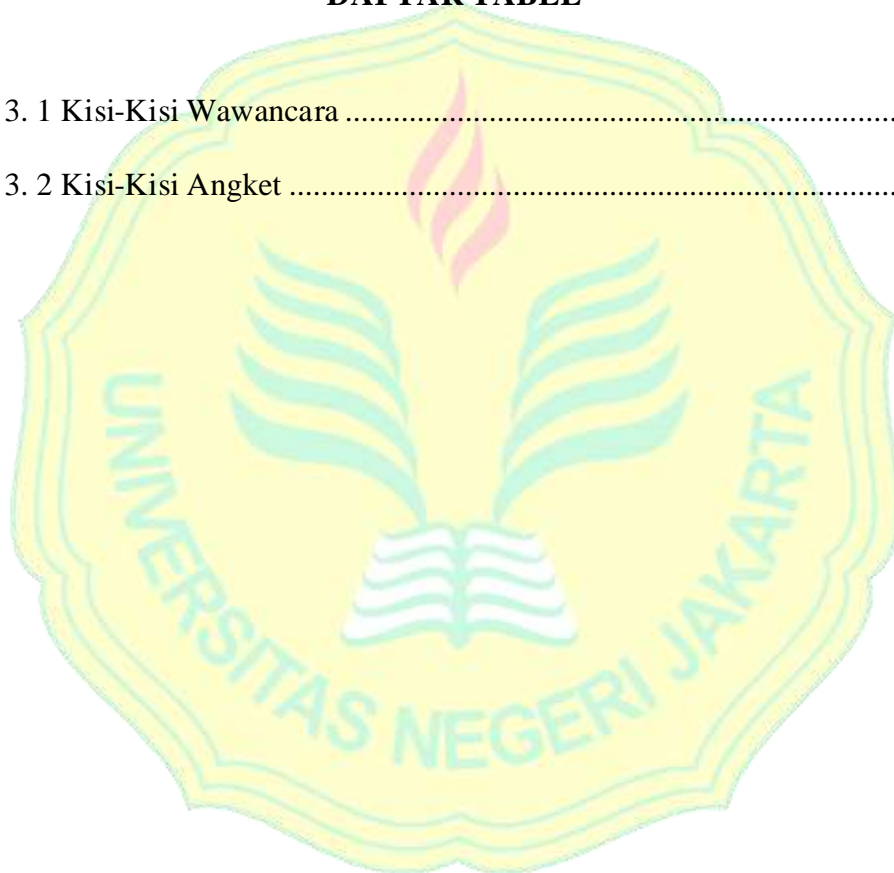 DAFTAR TABEL
3. 1 Kisi-Kisi Wawancara ......................................................................
3. 2 Kisi-Kisi Angket .............................................................................
UNIVERSITAS NEGERI JAKARTA